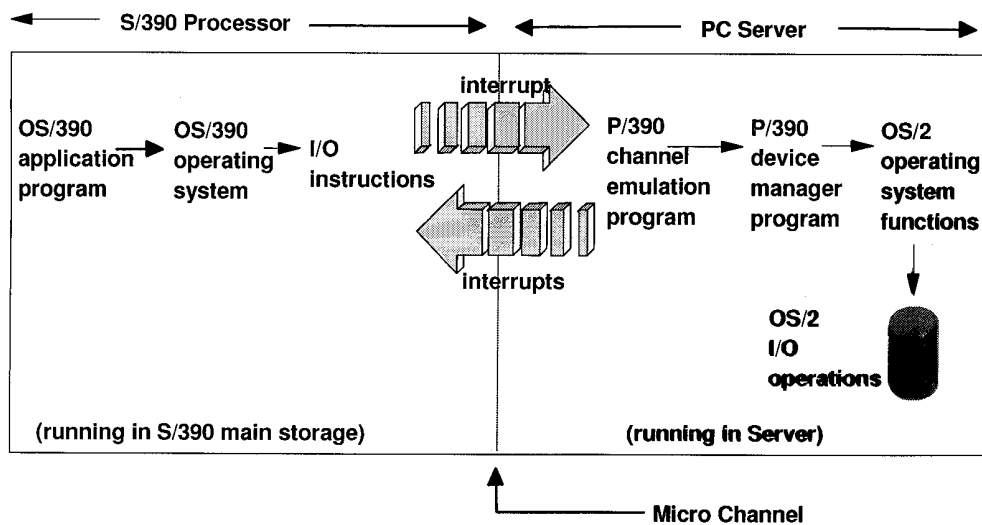 S/390 Processor
PC Server
interrupt
OS/390
application
program
OS/390
operating
system
I/O
instructions
P/390
channel
emulation
program
P/390
device
manager
program
OS/2
operating
system
functions
interrupts
OS/2
I/O
operations
(running in S/390 main storage)
(running in Server)
Micro Channel